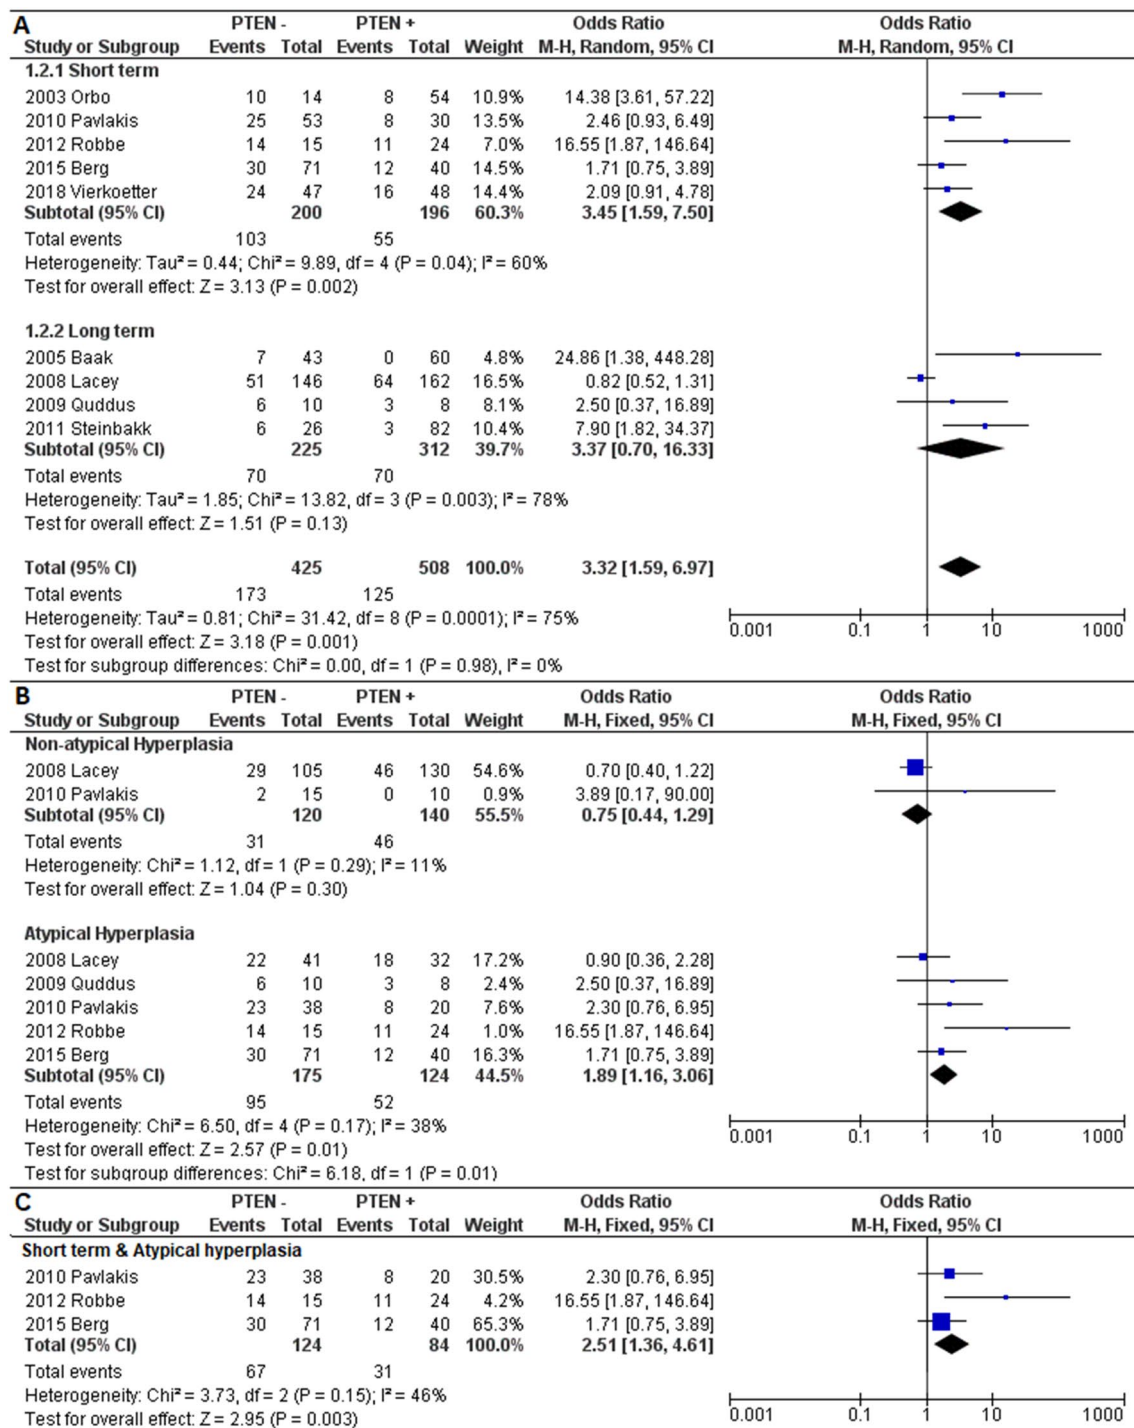 A PTEN - PTEN + Odds Ratio Odds Ratio
Study or Subgroup Events Total Events Total Weight M-H, Random, 95% CI M-H, Random, 95% CI
1.2.1 Short term
2003 Orbo 10 14 8 54 10.9% 14.38 [3.61, 57.22]
2010 Pavlakis 25 53 8 30 13.5% 2.46 [0.93, 6.49]
2012 Robbe 14 15 11 24 7.0% 16.55 [1.87, 146.64]
2015 Berg 30 71 12 40 14.5% 1.71 [0.75, 3.89]
2018 Vierkoetter 24 47 16 48 14.4% 2.09 [0.91, 4.78]
Subtotal (95% CI) 200 196 60.3% 3.45 [1.59, 7.50]
Total events 103 55
Heterogeneity: Tau² = 0.44; Chi² = 9.89, df = 4 (P = 0.04); I² = 60%
Test for overall effect: Z = 3.13 (P = 0.002)
1.2.2 Long term
2005 Baak 7 43 0 60 4.8% 24.86 [1.38, 448.28]
2008 Lacey 51 146 64 162 16.5% 0.82 [0.52, 1.31]
2009 Quddus 6 10 3 8 8.1% 2.50 [0.37, 16.89]
2011 Steinbakk 6 26 3 82 10.4% 7.90 [1.82, 34.37]
Subtotal (95% CI) 225 312 39.7% 3.37 [0.70, 16.33]
Total events 70 70
Heterogeneity: Tau² = 1.85; Chi² = 13.82, df = 3 (P = 0.003); I² = 78%
Test for overall effect: Z = 1.51 (P = 0.13)
Total (95% CI) 425 508 100.0% 3.32 [1.59, 6.97]
Total events 173 125
Heterogeneity: Tau² = 0.81; Chi² = 31.42, df = 8 (P = 0.0001); I² = 75%
Test for overall effect: Z = 3.18 (P = 0.001)
Test for subgroup differences: Chi² = 0.00, df = 1 (P = 0.98), I² = 0%
0.001 0.1 1 10 1000
B PTEN - PTEN + Odds Ratio Odds Ratio
Study or Subgroup Events Total Events Total Weight M-H, Fixed, 95% CI M-H, Fixed, 95% CI
Non-atypical Hyperplasia
2008 Lacey 29 105 46 130 54.6% 0.70 [0.40, 1.22]
2010 Pavlakis 2 15 0 10 0.9% 3.89 [0.17, 90.00]
Subtotal (95% CI) 120 140 55.5% 0.75 [0.44, 1.29]
Total events 31 46
Heterogeneity: Chi² = 1.12, df = 1 (P = 0.29); I² = 11%
Test for overall effect: Z = 1.04 (P = 0.30)
Atypical Hyperplasia
2008 Lacey 22 41 18 32 17.2% 0.90 [0.36, 2.28]
2009 Quddus 6 10 3 8 2.4% 2.50 [0.37, 16.89]
2010 Pavlakis 23 38 8 20 7.6% 2.30 [0.76, 6.95]
2012 Robbe 14 15 11 24 1.0% 16.55 [1.87, 146.64]
2015 Berg 30 71 12 40 16.3% 1.71 [0.75, 3.89]
Subtotal (95% CI) 175 124 44.5% 1.89 [1.16, 3.06]
Total events 95 52
Heterogeneity: Chi² = 6.50, df = 4 (P = 0.17); I² = 38%
Test for overall effect: Z = 2.57 (P = 0.01)
Test for subgroup differences: Chi² = 6.18, df = 1 (P = 0.01)
0.001 0.1 1 10 1000
C PTEN - PTEN + Odds Ratio Odds Ratio
Study or Subgroup Events Total Events Total Weight M-H, Fixed, 95% CI M-H, Fixed, 95% CI
Short term & Atypical hyperplasia
2010 Pavlakis 23 38 8 20 30.5% 2.30 [0.76, 6.95]
2012 Robbe 14 15 11 24 4.2% 16.55 [1.87, 146.64]
2015 Berg 30 71 12 40 65.3% 1.71 [0.75, 3.89]
Total (95% CI) 124 84 100.0% 2.51 [1.36, 4.61]
Total events 67 31
Heterogeneity: Chi² = 3.73, df = 2 (P = 0.15); I² = 46%
Test for overall effect: Z = 2.95 (P = 0.003)
0.001 0.1 1 10 1000